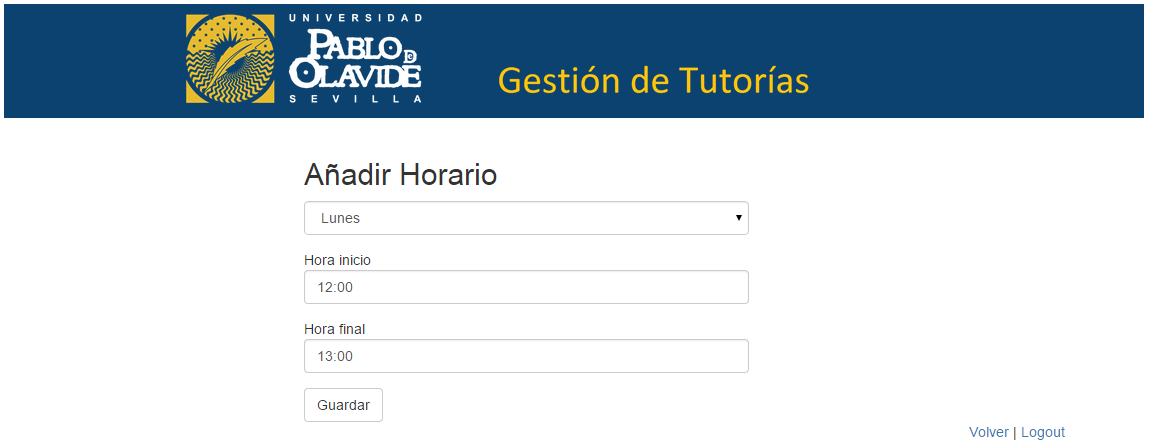 UNIVERSIDAD
PABLO DE
OLAVIDE
SEVILLA
Gestión de Tutorías
Añadir Horario
Lunes
Hora inicio
12:00
Hora final
13:00
Guardar
Volver | Logout